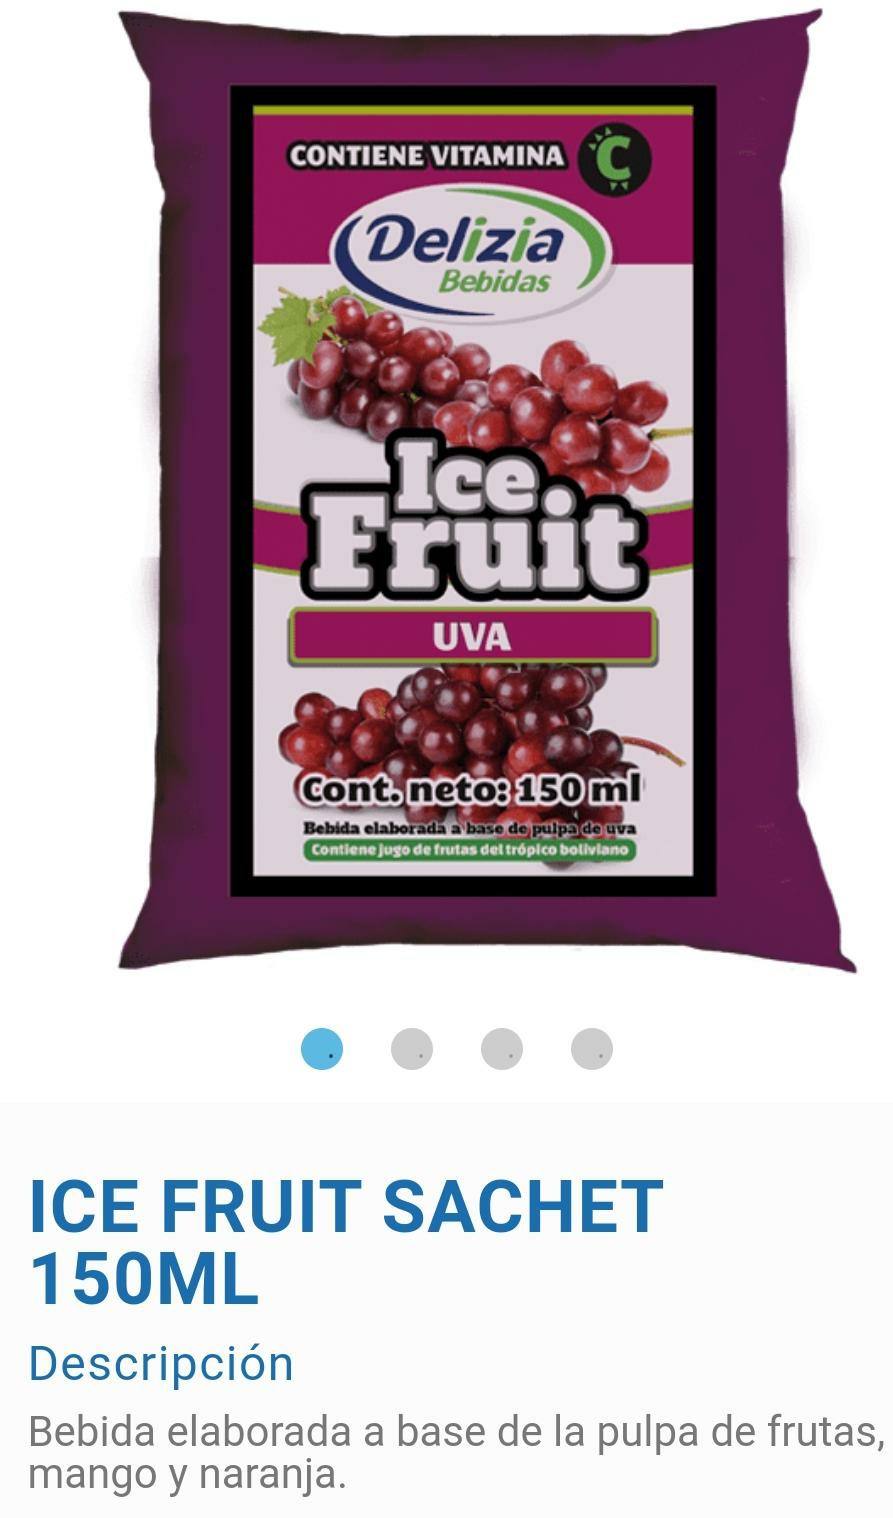 CONTIENE VITAMINA C
Delizia
Bebidas
Ice
Fruit
UVA
Cont. neto: 150 ml
Bebida elaborada a base de pulpa de uva
Contiene jugo de frutas del trópico boliviano
ICE FRUIT SACHET
150ML
Descripción
Bebida elaborada a base de la pulpa de frutas,
mango y naranja.